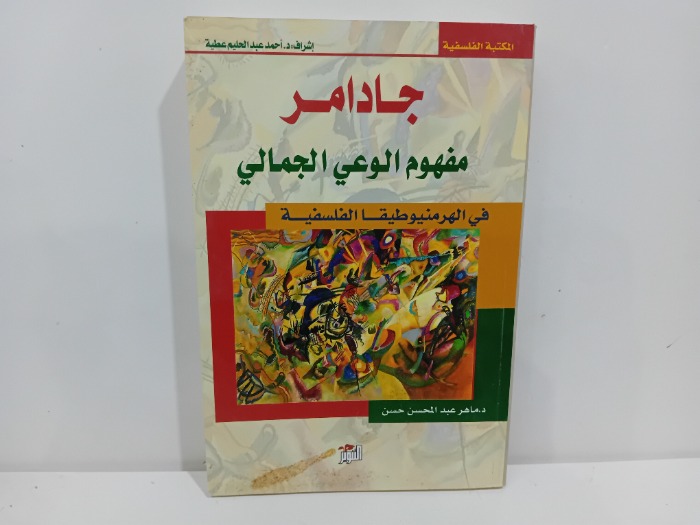 المكتبة الفلسفية
إشراف: د. أحمد عبد الحليم عطية
جادامر
مفهوم الوعي الجمالي
في الهرمنيوطيقا الفلسفية
د. ماهر عبد المحسن حسن
التنوير